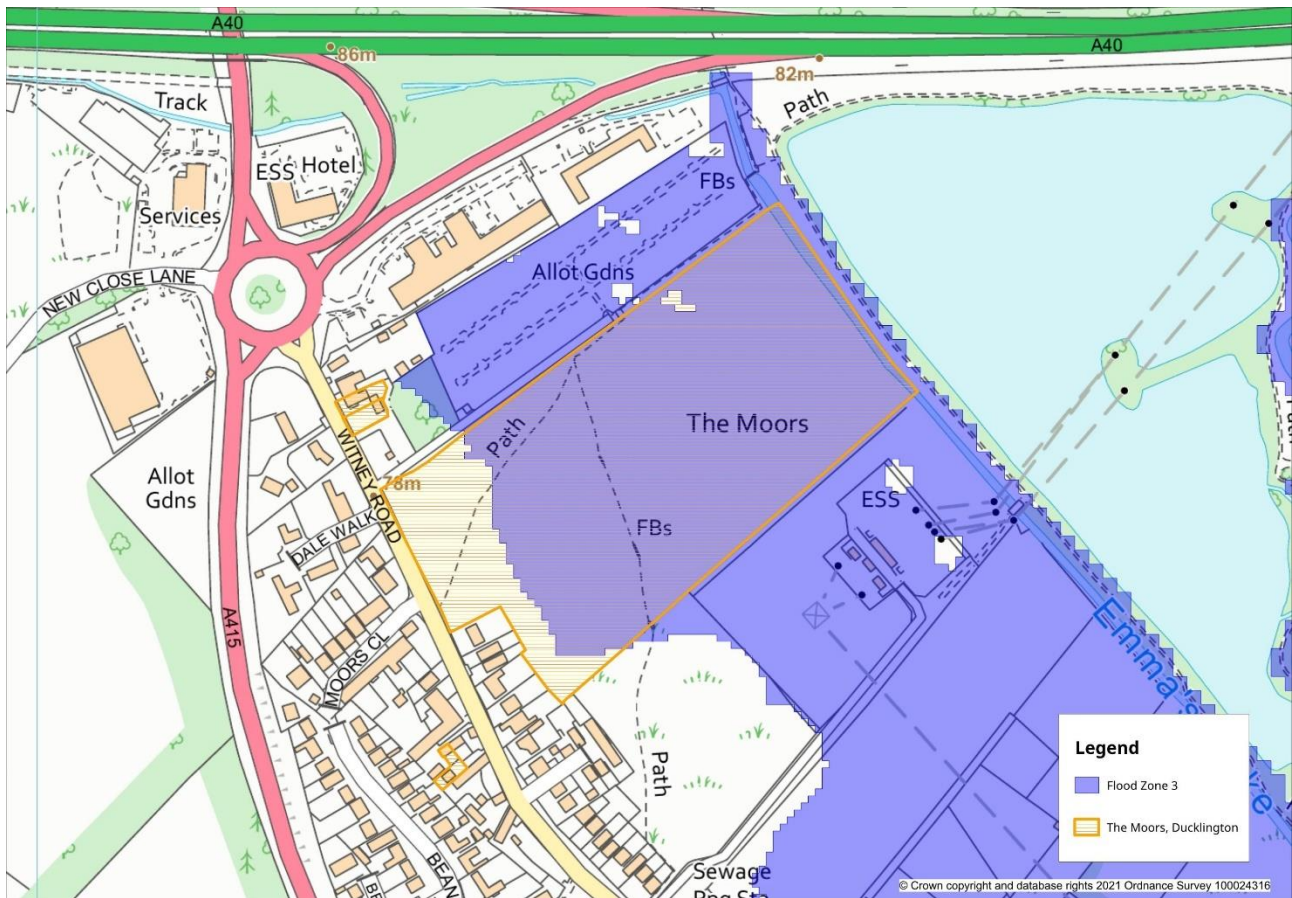 A40
A40
86m
82m
Track
Path
ESS
Hotel
FBs
Services
NEW CLOSE LANE
Allot Gdns
The Moors
Path
WITNEY ROAD
78m
Allot
Gdns
ESS
DALE WALK
FBs
A415
MOORS CL
Emma's
Path
Legend
Flood Zone 3
The Moors, Ducklington
BEAN
Sewage
© Crown copyright and database rights 2021 Ordnance Survey 100024316